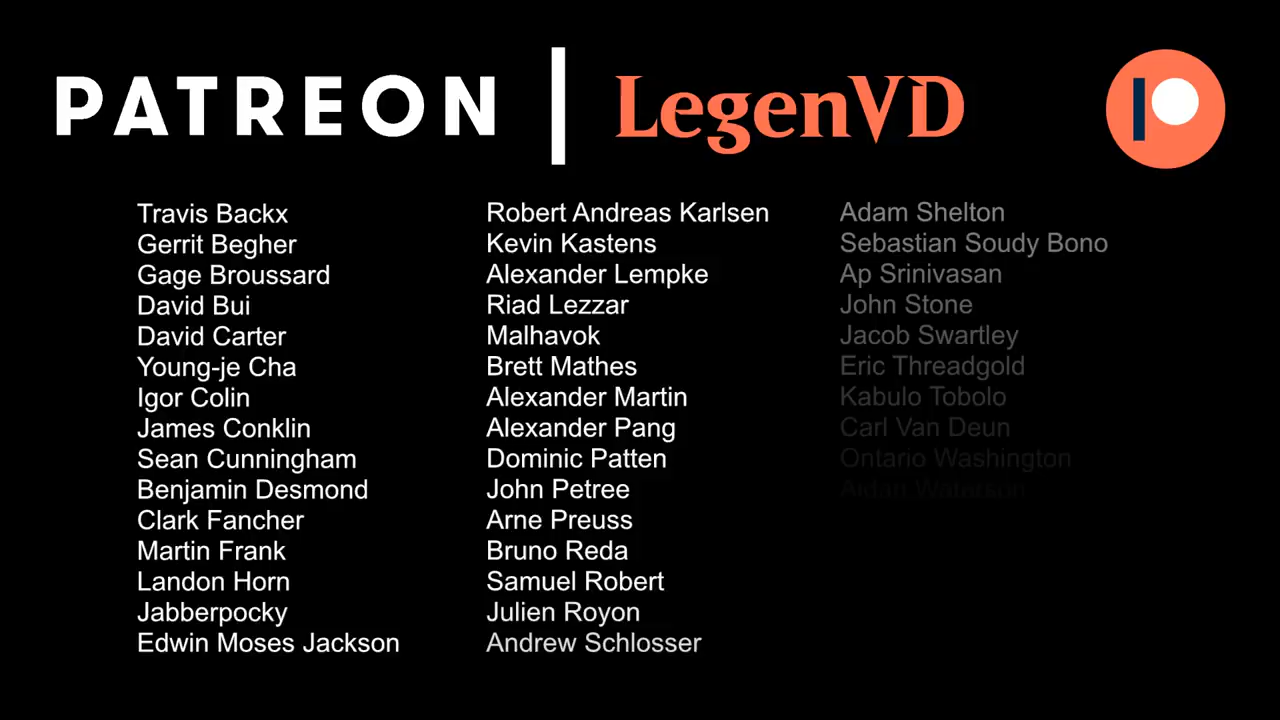 PATREON | LegenVD
Travis Backx
Gerrit Begher
Gage Broussard
David Bui
David Carter
Young-je Cha
Igor Colin
James Conklin
Sean Cunningham
Benjamin Desmond
Clark Fancher
Martin Frank
Landon Horn
Jabberpocky
Edwin Moses Jackson
Robert Andreas Karlsen
Kevin Kastens
Alexander Lempke
Riad Lezzar
Malhavok
Brett Mathes
Alexander Martin
Alexander Pang
Dominic Patten
John Petree
Arne Preuss
Bruno Reda
Samuel Robert
Julien Royon
Andrew Schlosser
Adam Shelton
Sebastian Soudy Bono
Ap Srinivasan
John Stone
Jacob Swartley
Eric Threadgold
Kabulo Tobolo
Carl Van Deun
Ontario Washington
Aidan